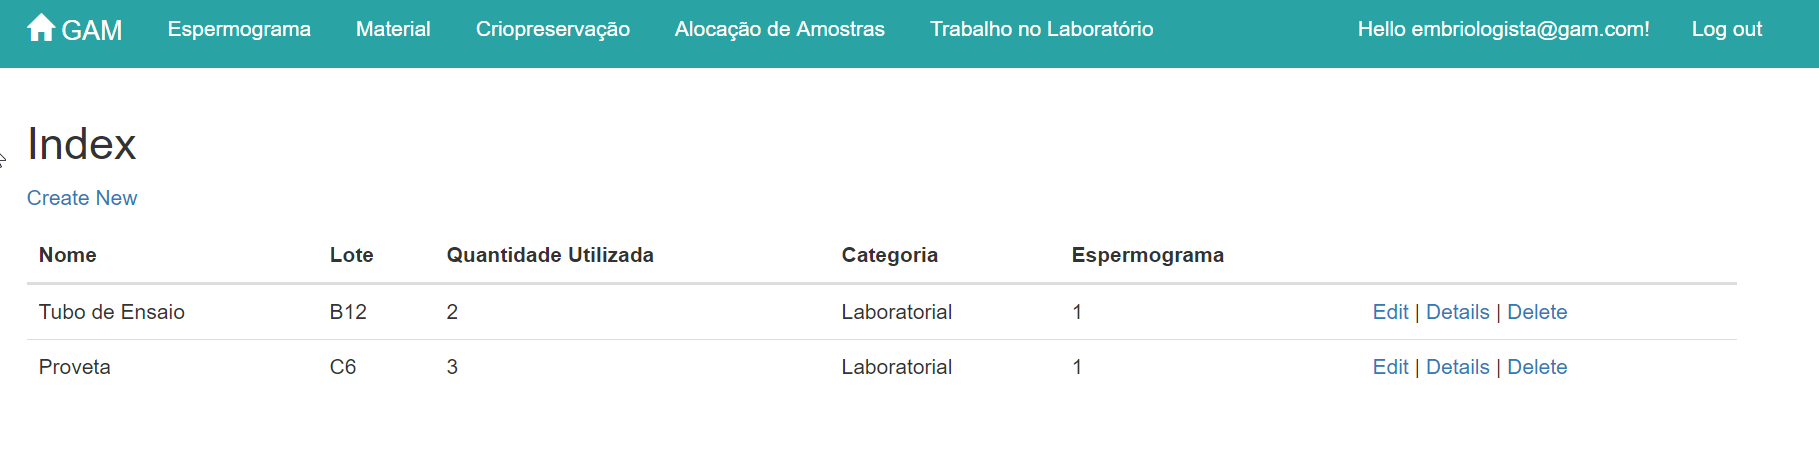 GAM Espermograma Material Criopreservação Alocação de Amostras Trabalho no Laboratório Hello embriologista@gam.com! Log out
Index
Create New
Nome Lote Quantidade Utilizada Categoria Espermograma
Tubo de Ensaio B12 2 Laboratorial 1 Edit | Details | Delete
Proveta C6 3 Laboratorial 1 Edit | Details | Delete